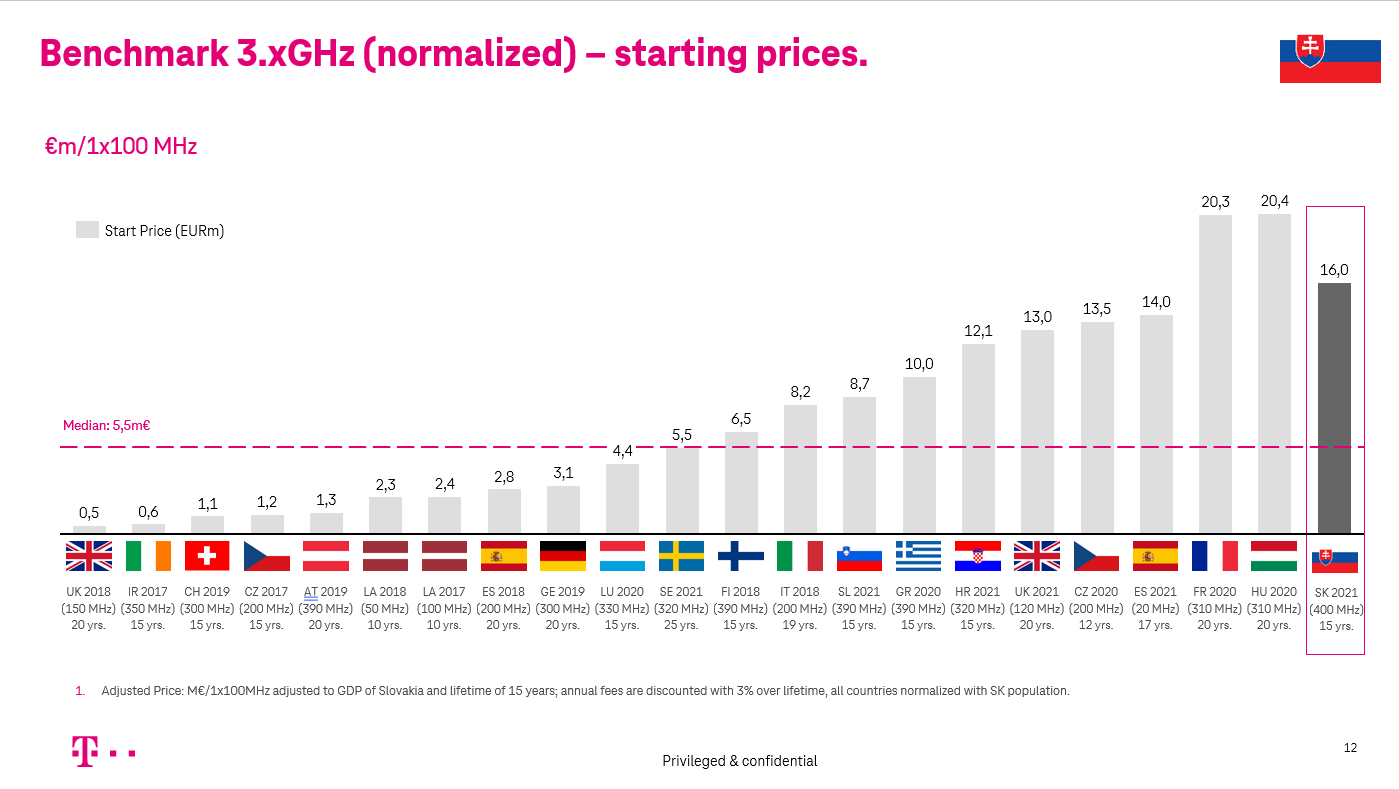 Benchmark 3.xGHz (normalized) – starting prices.
€m/1x100 MHz
Start Price (EURm)
Median: 5,5m€
0,5
0,6
1,1
1,2
1,3
2,3
2,4
2,8
3,1
4,4
5,5
6,5
8,2
8,7
10,0
12,1
13,0
13,5
14,0
20,3
20,4
16,0
UK 2018
(150 MHz)
20 yrs.
IR 2017
(350 MHz)
15 yrs.
CH 2019
(300 MHz)
15 yrs.
CZ 2017
(200 MHz)
15 yrs.
AT 2019
(390 MHz)
20 yrs.
LA 2018
(50 MHz)
10 yrs.
LA 2017
(100 MHz)
10 yrs.
ES 2018
(200 MHz)
20 yrs.
GE 2019
(300 MHz)
20 yrs.
LU 2020
(330 MHz)
15 yrs.
SE 2021
(320 MHz)
25 yrs.
FI 2018
(390 MHz)
15 yrs.
IT 2018
(200 MHz)
19 yrs.
SL 2021
(390 MHz)
15 yrs.
GR 2020
(390 MHz)
15 yrs.
HR 2021
(320 MHz)
15 yrs.
UK 2021
(120 MHz)
20 yrs.
CZ 2020
(200 MHz)
12 yrs.
ES 2021
(20 MHz)
17 yrs.
FR 2020
(310 MHz)
20 yrs.
HU 2020
(310 MHz)
20 yrs.
SK 2021
(400 MHz)
15 yrs.
1. Adjusted Price: M€/1x100MHz adjusted to GDP of Slovakia and lifetime of 15 years; annual fees are discounted with 3% over lifetime, all countries normalized with SK population.
T
Privileged & confidential
12